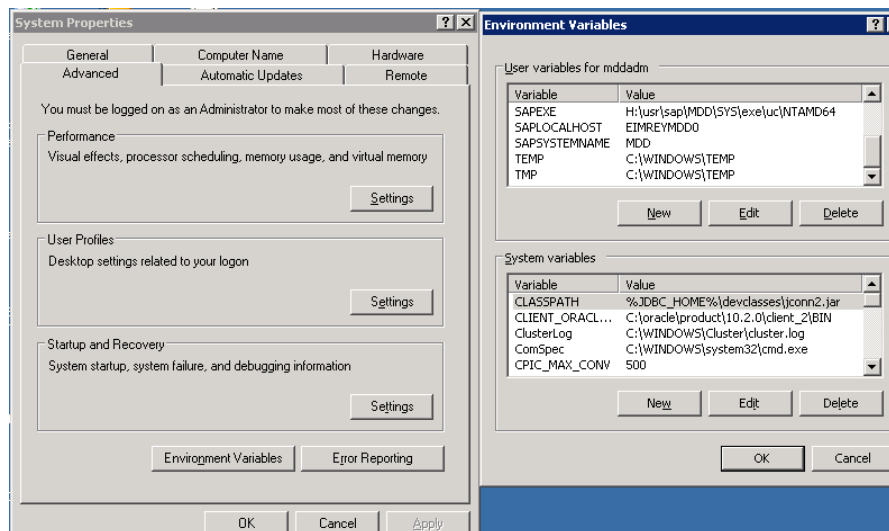 System Properties
General Computer Name Hardware
Advanced Automatic Updates Remote
You must be logged on as an Administrator to make most of these changes.
Performance
Visual effects, processor scheduling, memory usage, and virtual memory
Settings
User Profiles
Desktop settings related to your logon
Settings
Startup and Recovery
System startup, system failure, and debugging information
Settings
Environment Variables Error Reporting
OK Cancel Apply
Environment Variables
User variables for mddadm
Variable Value
SAPEXE H:\usr\sap\MDD\SYS\exe\uc\NTAMD64
SAPLOCALHOST EIMREYMDD0
SAPSYSTEMNAME MDD
TEMP C:\WINDOWS\TEMP
TMP C:\WINDOWS\TEMP
New Edit Delete
System variables
Variable Value
CLASSPATH %JDBC_HOME%\devclasses\jconn2.jar
CLIENT_ORACL... C:\oracle\product\10.2.0\client_2\BIN
ClusterLog C:\WINDOWS\Cluster\cluster.log
ComSpec C:\WINDOWS\system32\cmd.exe
CPIC_MAX_CONV 500
New Edit Delete
OK Cancel